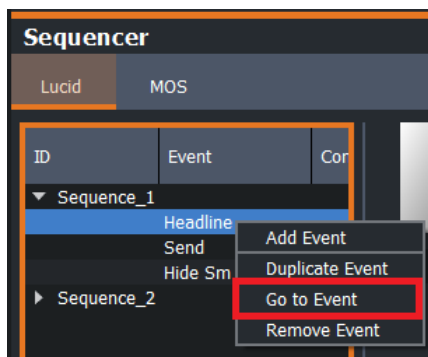 Sequencer
Lucid MOS
ID Event Cor
Sequence_1
Headline
Send
Hide Sm
Sequence_2
Add Event
Duplicate Event
Go to Event
Remove Event